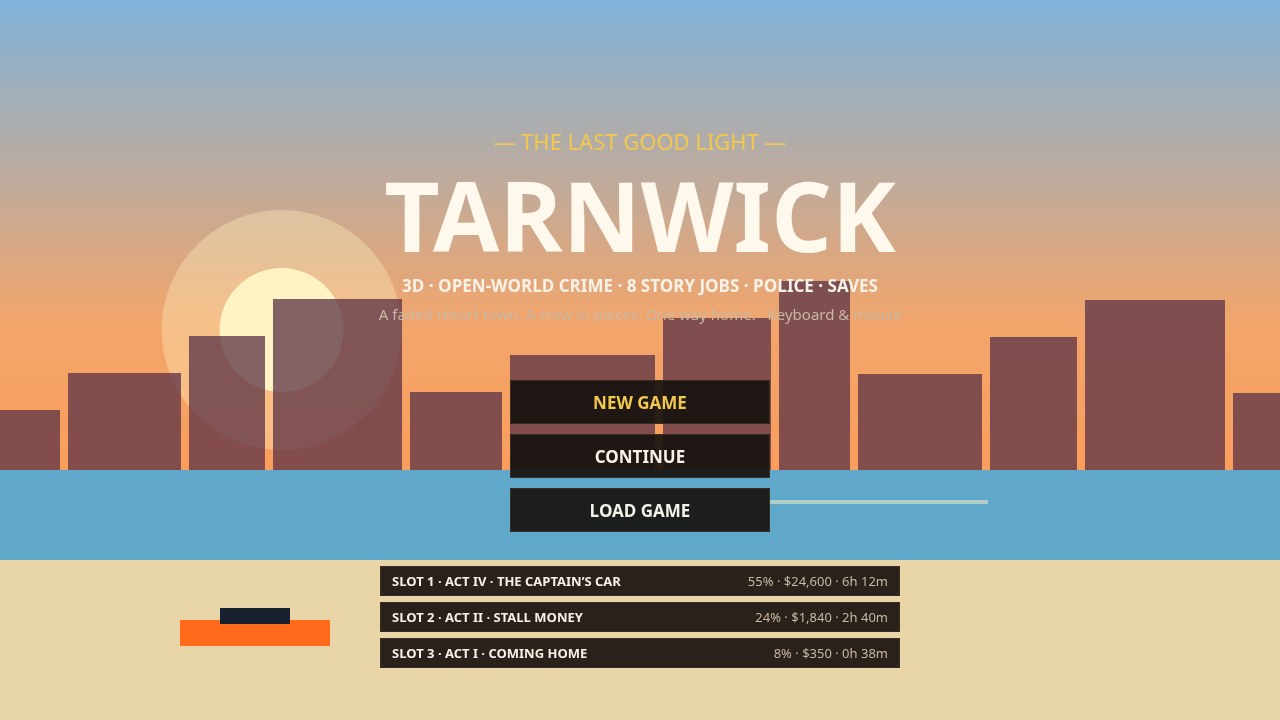 — THE LAST GOOD LIGHT —
TARNWICK
3D · OPEN-WORLD CRIME · 8 STORY JOBS · POLICE · SAVES
A faded resort town. A crew in pieces. One way home. · Keyboard & mouse
NEW GAME
CONTINUE
LOAD GAME
SLOT 1 · ACT IV · THE CAPTAIN’S CAR 55% · $24,600 · 6h 12m
SLOT 2 · ACT II · STALL MONEY 24% · $1,840 · 2h 40m
SLOT 3 · ACT I · COMING HOME 8% · $350 · 0h 38m